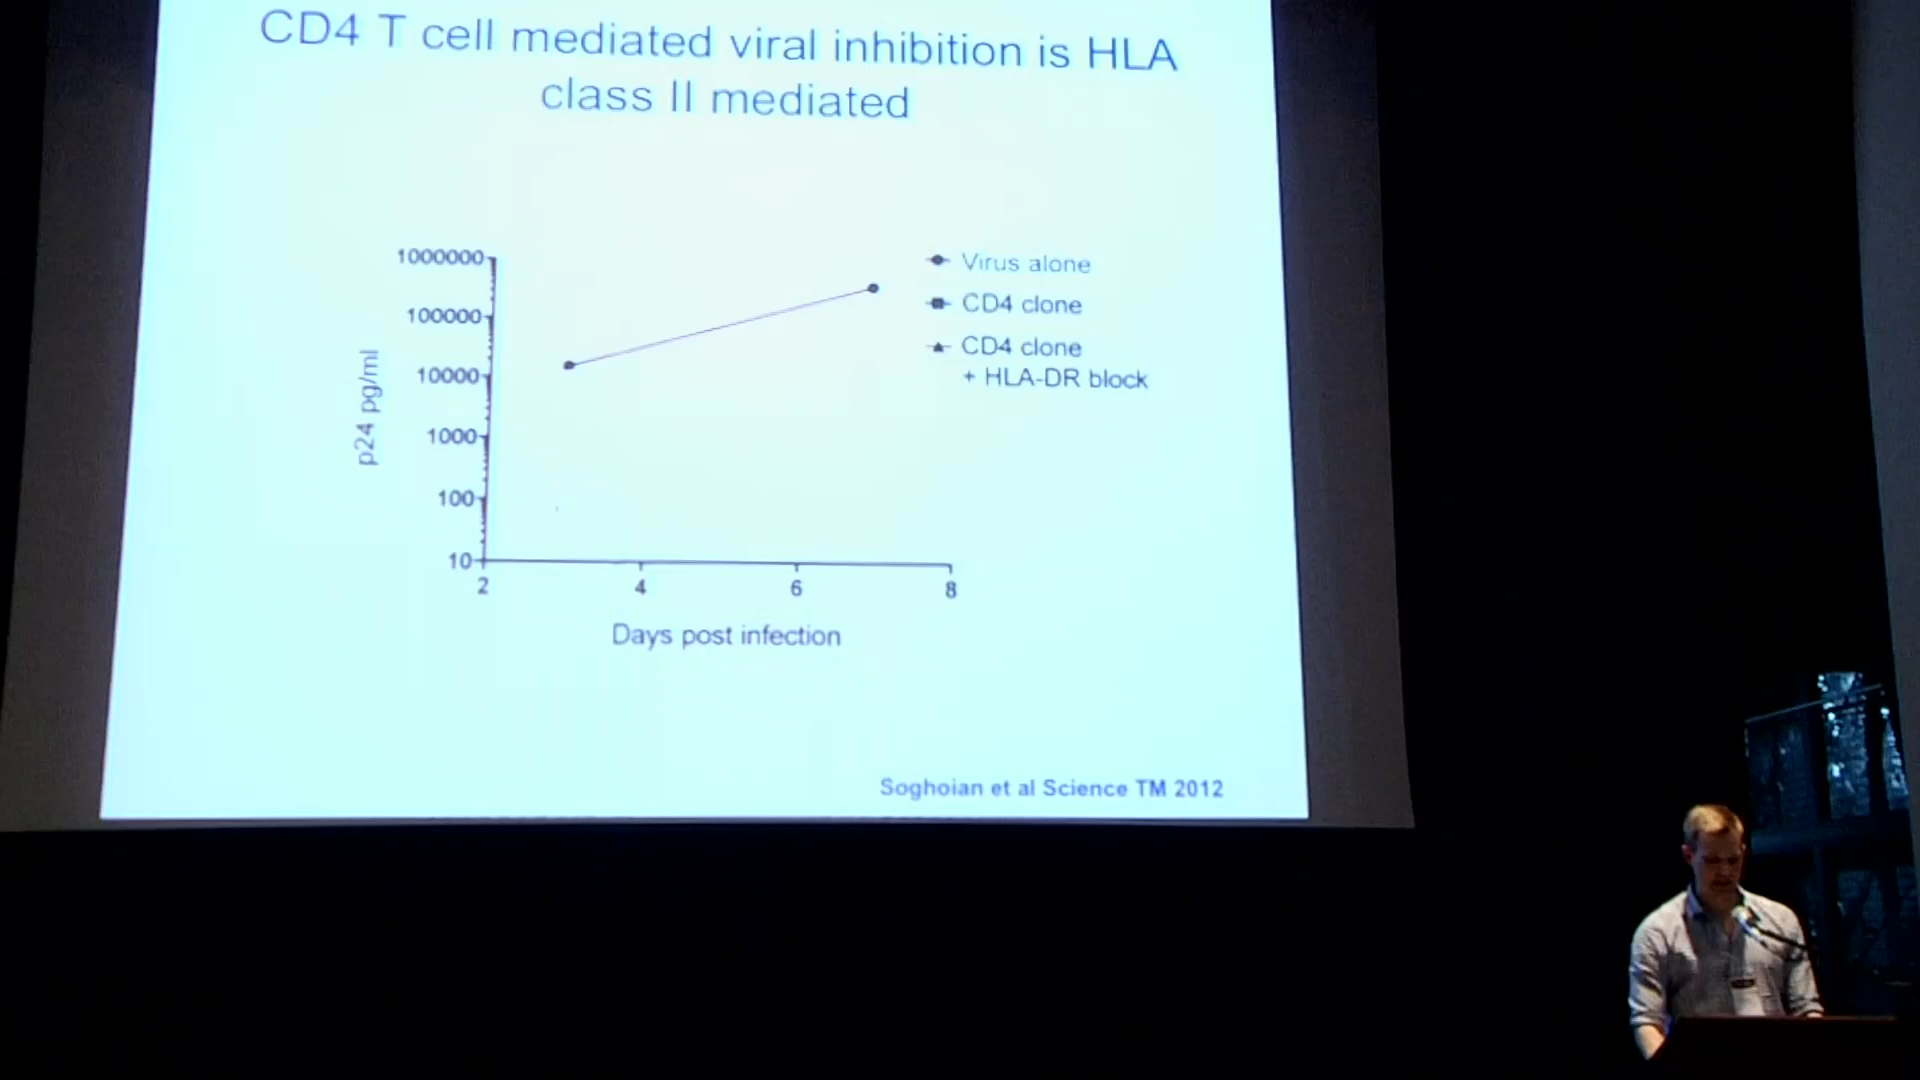 CD4 T cell mediated viral inhibition is HLA
class II mediated
1000000
100000
10000
1000
100
10
p24 pg/ml
2 4 6 8
Days post infection
Virus alone
CD4 clone
CD4 clone
+ HLA-DR block
Soghoian et al Science TM 2012